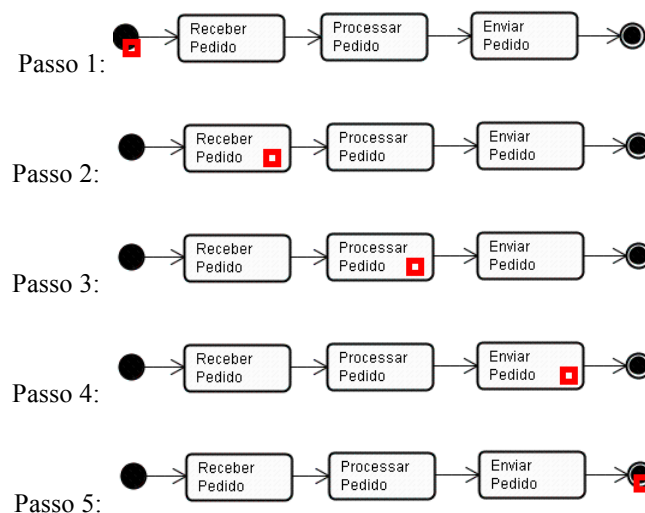 Receber
Pedido
Processar
Pedido
Enviar
Pedido
Passo 1:
Receber
Pedido
Processar
Pedido
Enviar
Pedido
Passo 2:
Receber
Pedido
Processar
Pedido
Enviar
Pedido
Passo 3:
Receber
Pedido
Processar
Pedido
Enviar
Pedido
Passo 4:
Receber
Pedido
Processar
Pedido
Enviar
Pedido
Passo 5: